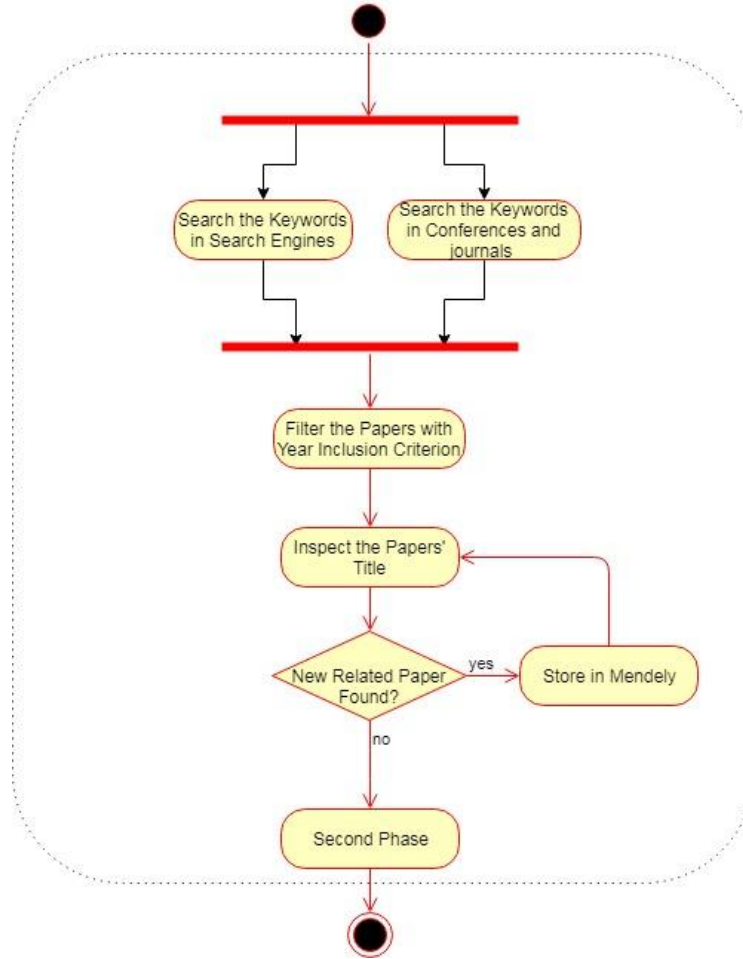 Search the Keywords
in Search Engines
Search the Keywords
in Conferences and
journals
Filter the Papers with
Year Inclusion Criterion
Inspect the Papers'
Title
New Related Paper
Found?
yes
Store in Mendely
no
Second Phase